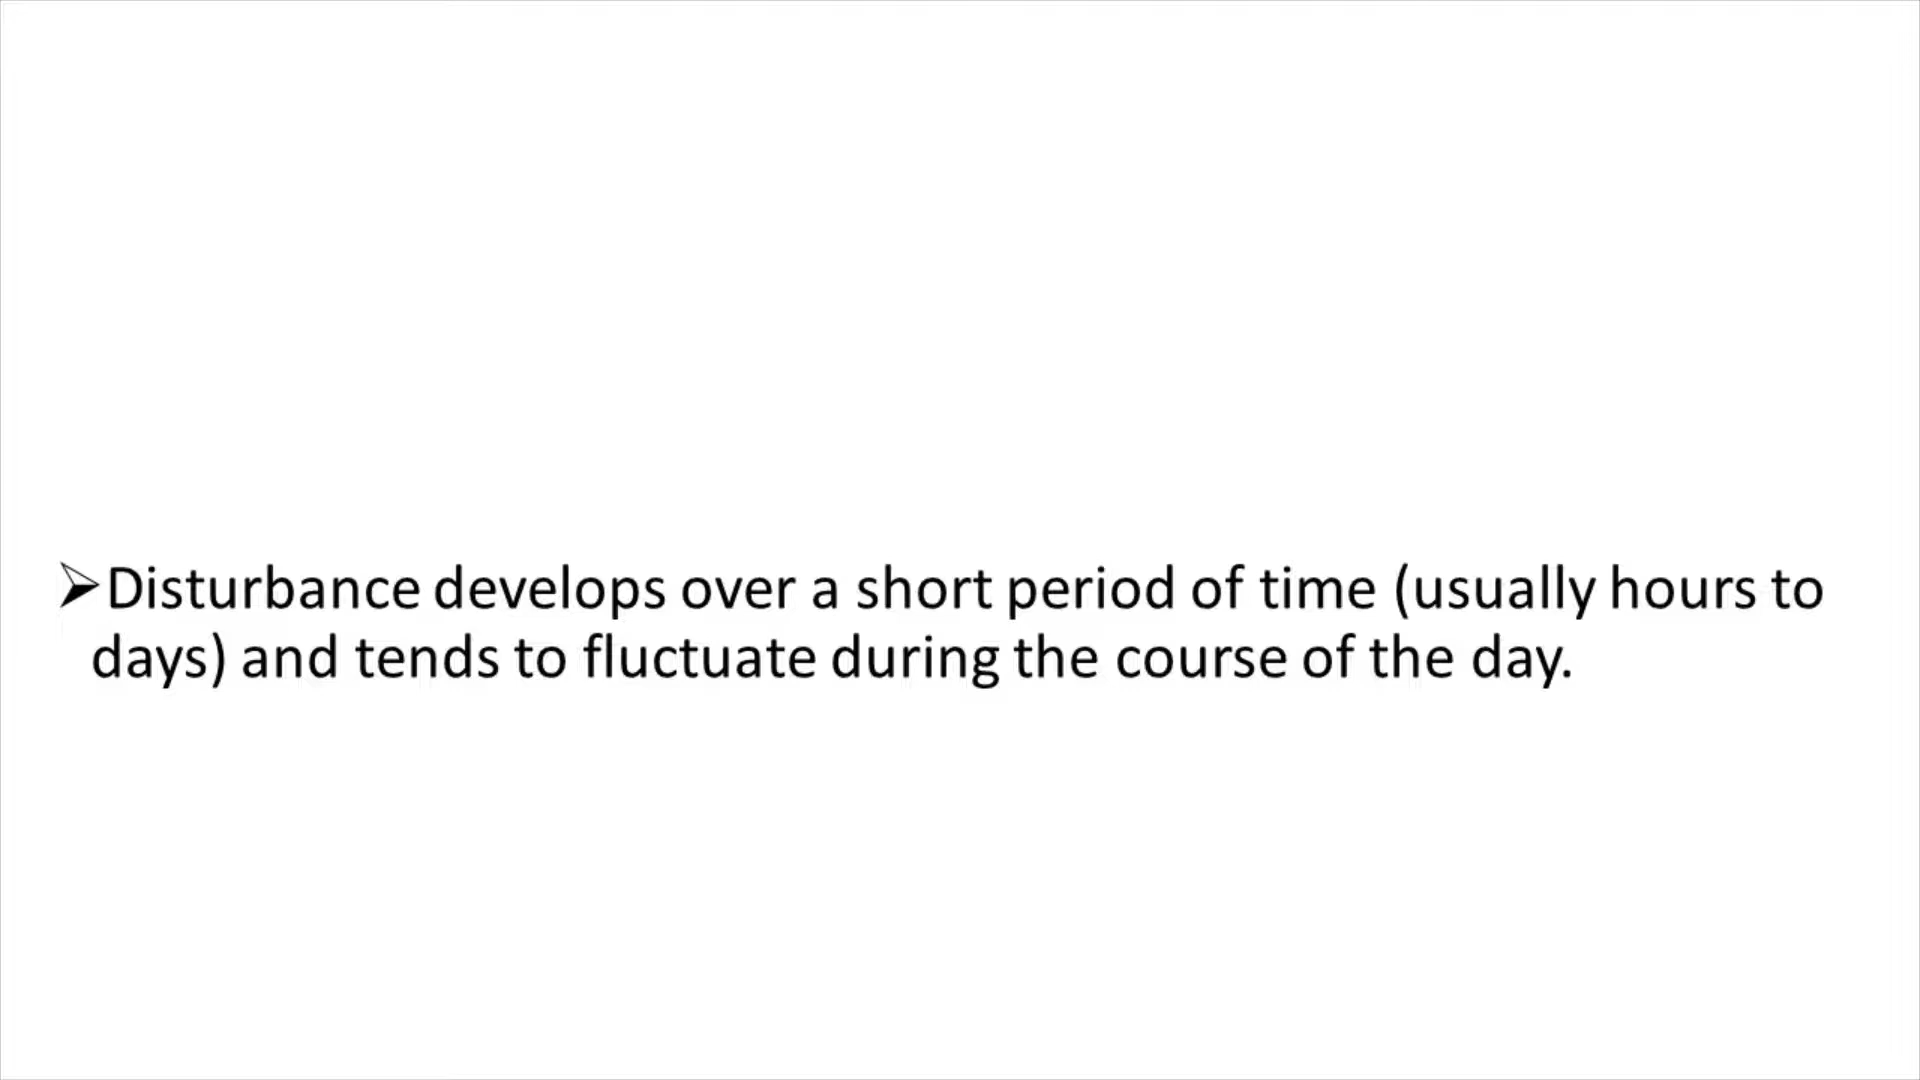 ➢Disturbance develops over a short period of time (usually hours to
days) and tends to fluctuate during the course of the day.